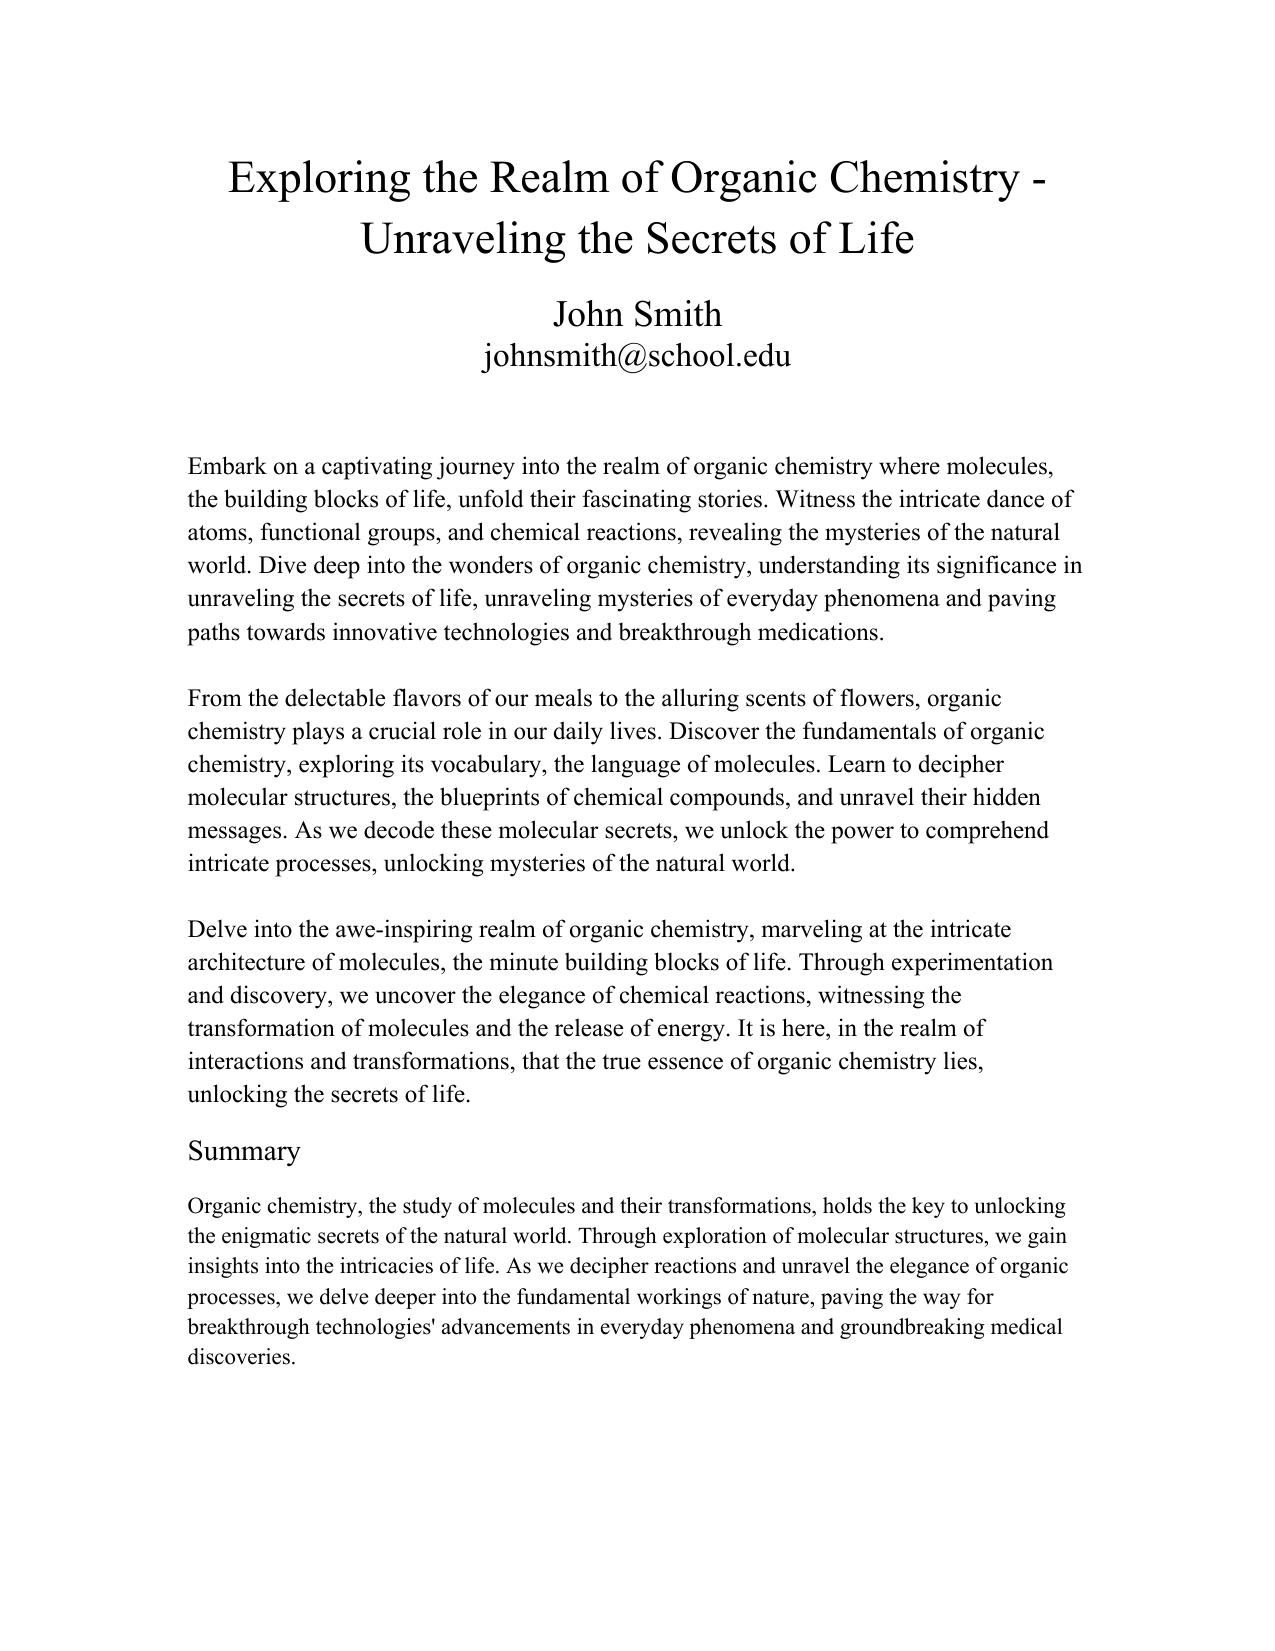 Exploring the Realm of Organic Chemistry -
Unraveling the Secrets of Life
John Smith
johnsmith@school.edu
Embark on a captivating journey into the realm of organic chemistry where molecules,
the building blocks of life, unfold their fascinating stories. Witness the intricate dance of
atoms, functional groups, and chemical reactions, revealing the mysteries of the natural
world. Dive deep into the wonders of organic chemistry, understanding its significance in
unraveling the secrets of life, unraveling mysteries of everyday phenomena and paving
paths towards innovative technologies and breakthrough medications.
From the delectable flavors of our meals to the alluring scents of flowers, organic
chemistry plays a crucial role in our daily lives. Discover the fundamentals of organic
chemistry, exploring its vocabulary, the language of molecules. Learn to decipher
molecular structures, the blueprints of chemical compounds, and unravel their hidden
messages. As we decode these molecular secrets, we unlock the power to comprehend
intricate processes, unlocking mysteries of the natural world.
Delve into the awe-inspiring realm of organic chemistry, marveling at the intricate
architecture of molecules, the minute building blocks of life. Through experimentation
and discovery, we uncover the elegance of chemical reactions, witnessing the
transformation of molecules and the release of energy. It is here, in the realm of
interactions and transformations, that the true essence of organic chemistry lies,
unlocking the secrets of life.
Summary
Organic chemistry, the study of molecules and their transformations, holds the key to unlocking
the enigmatic secrets of the natural world. Through exploration of molecular structures, we gain
insights into the intricacies of life. As we decipher reactions and unravel the elegance of organic
processes, we delve deeper into the fundamental workings of nature, paving the way for
breakthrough technologies' advancements in everyday phenomena and groundbreaking medical
discoveries.